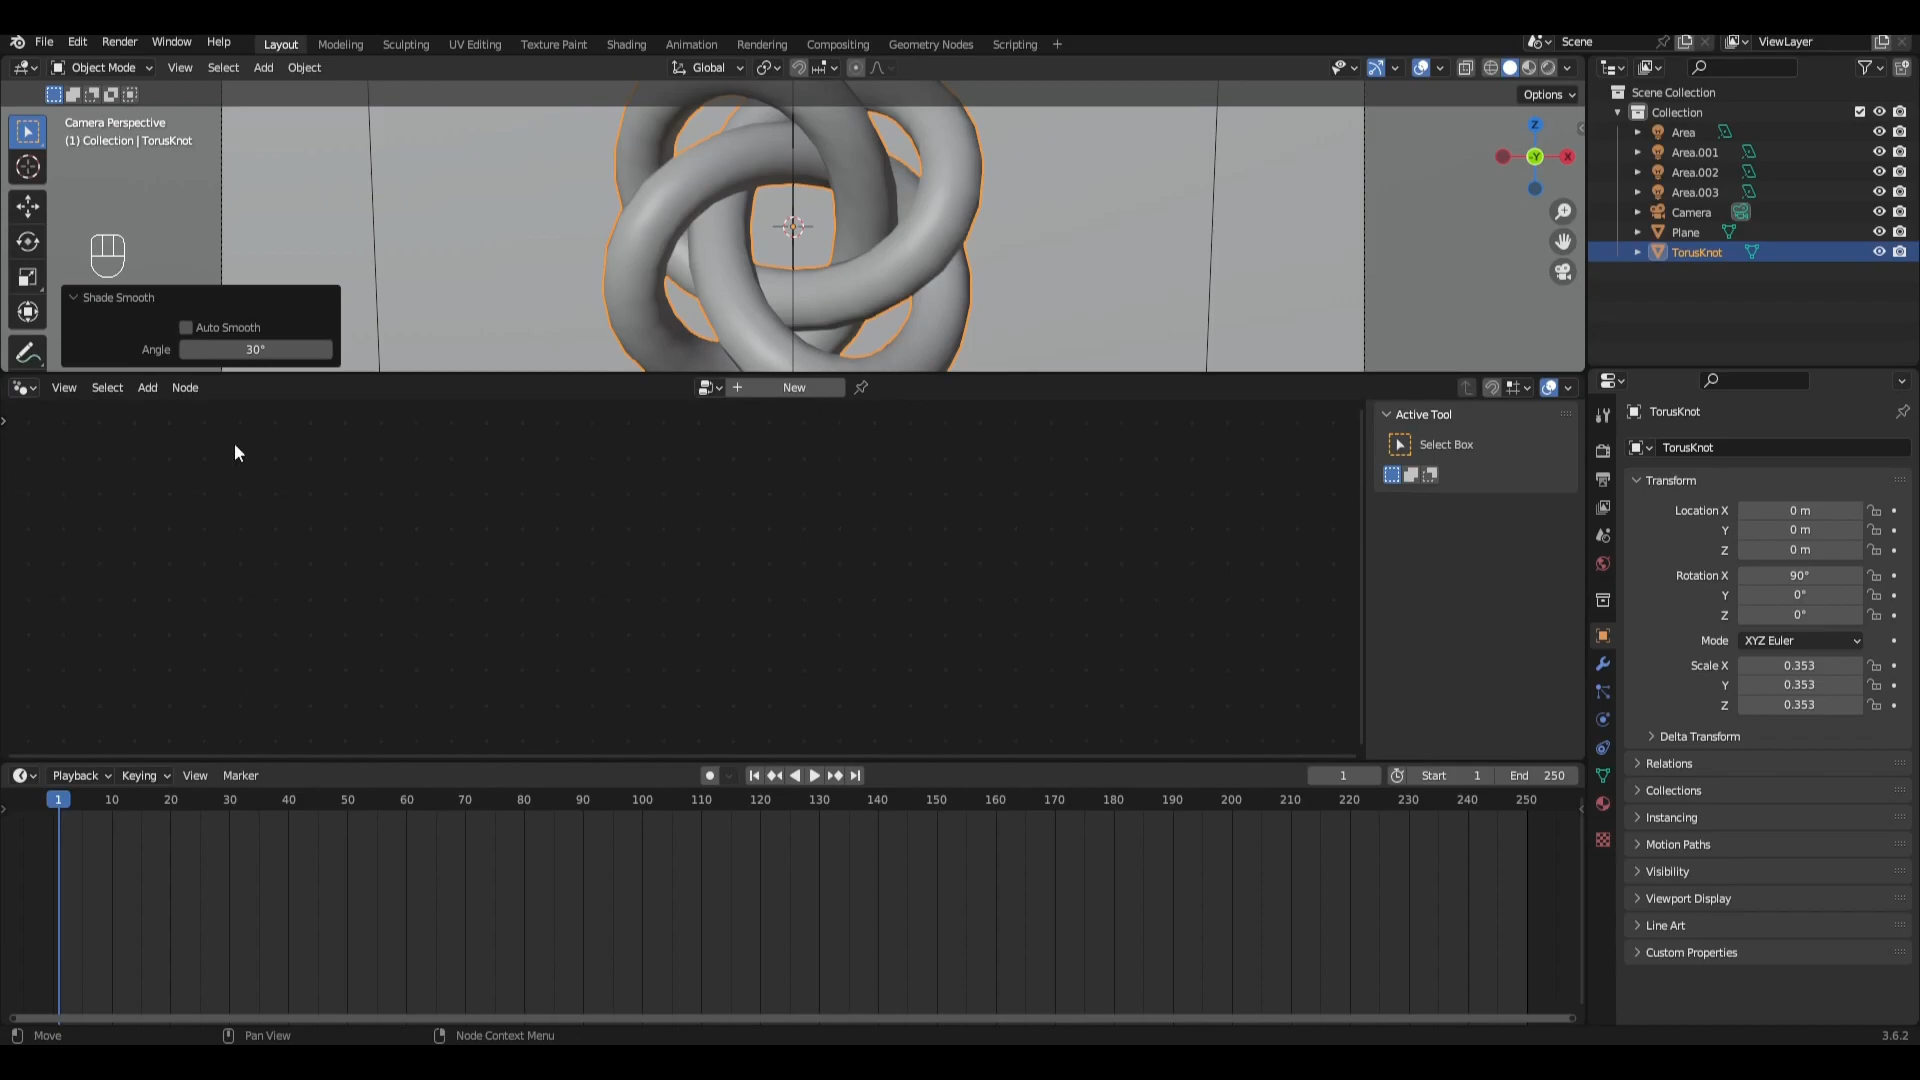 File Edit Render Window Help Layout Modeling Sculpting UV Editing Texture Paint Shading Animation Rendering Compositing Geometry Nodes Scripting + Scene ViewLayer
Object Mode View Select Add Object Global
Options
Camera Perspective
(1) Collection | TorusKnot
Z
Y
X
Shade Smooth
Auto Smooth
Angle 30°
Scene Collection
Collection
Area
Area.001
Area.002
Area.003
Camera
Plane
TorusKnot
View Select Add Node + New
Active Tool
Select Box
TorusKnot
TorusKnot
Transform
Location X 0 m
Y 0 m
Z 0 m
Rotation X 90°
Y 0°
Z 0°
Mode XYZ Euler
Scale X 0.353
Y 0.353
Z 0.353
Delta Transform
Relations
Collections
Instancing
Motion Paths
Visibility
Viewport Display
Line Art
Custom Properties
Playback Keying View Marker 1 Start 1 End 250
1 10 20 30 40 50 60 70 80 90 100 110 120 130 140 150 160 170 180 190 200 210 220 230 240 250
Move Pan View Node Context Menu 3.6.2